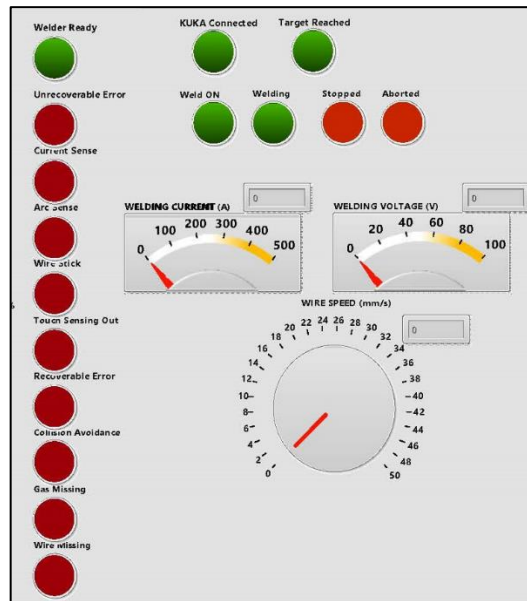 Welder Ready
KUKA Connected
Target Reached
Unrecoverable Error
Weld ON
Welding
Stopped
Aborted
Current Sense
Arc Sense
Wire Stick
Touch Sensing Out
Recoverable Error
Collision Avoidance
Gas Missing
Wire Missing
WELDING CURRENT (A)
0
0
100
200
300
400
500
WELDING VOLTAGE (V)
0
0
20
40
60
80
100
WIRE SPEED (mm/s)
0
0
2
4
6
8
10
12
14
16
18
20
22
24
26
28
30
32
34
36
38
40
42
44
46
48
50